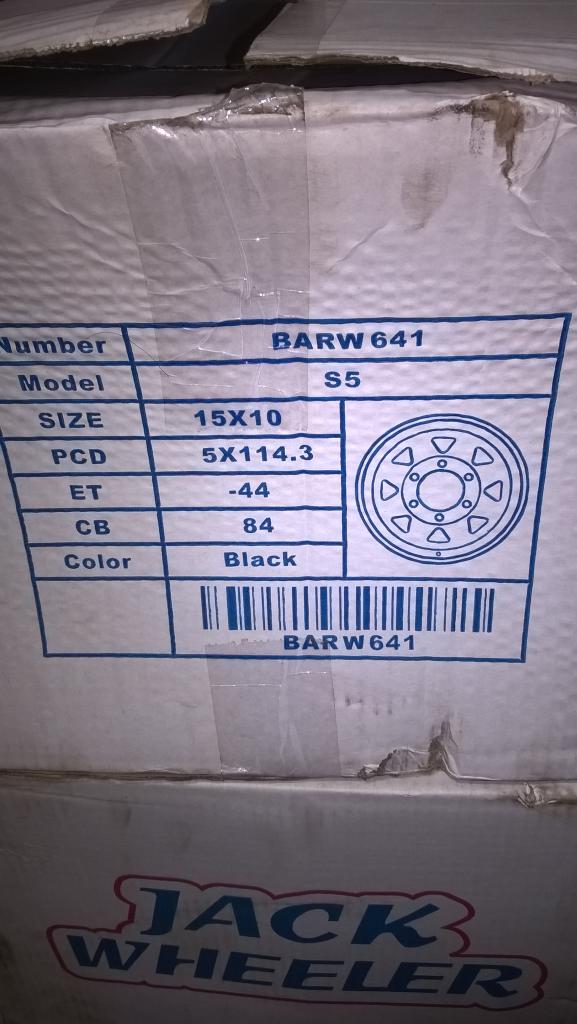 Number BARW641
Model S5
SIZE 15X10
PCD 5X114.3
ET -44
CB 84
Color Black
BARW641
JACK
WHEELER